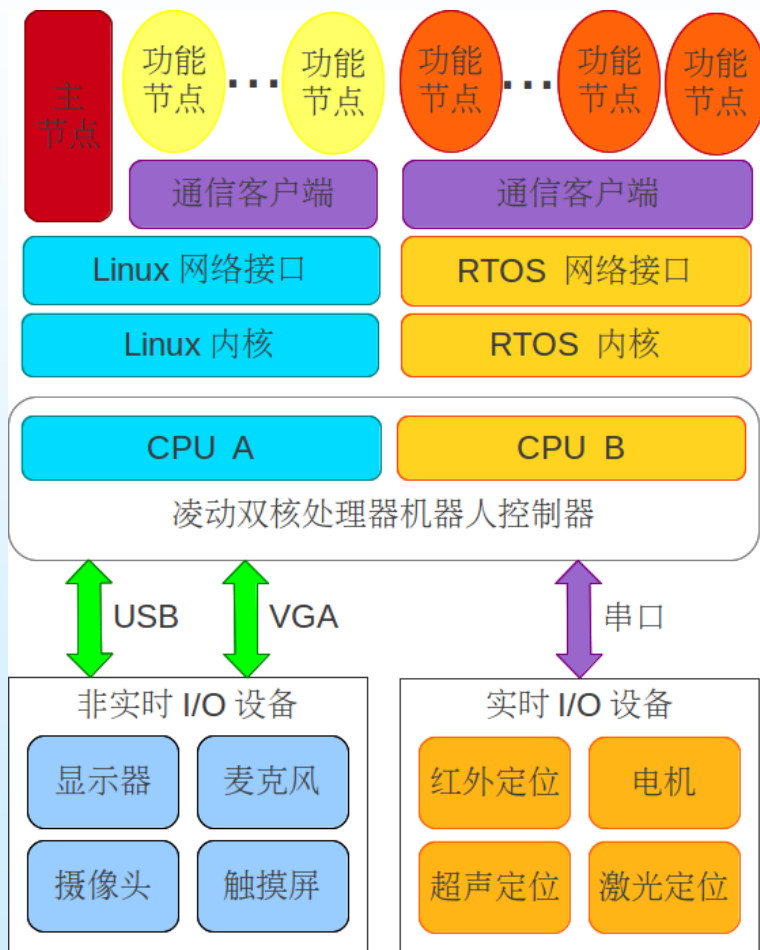 主
节点
功能
节点
...
功能
节点
功能
节点
...
功能
节点
功能
节点
通信客户端
通信客户端
Linux 网络接口
RTOS 网络接口
Linux 内核
RTOS 内核
CPU A
CPU B
凌动双核处理器机器人控制器
USB
VGA
串口
非实时 I/O 设备
实时 I/O 设备
显示器
麦克风
红外定位
电机
摄像头
触摸屏
超声定位
激光定位